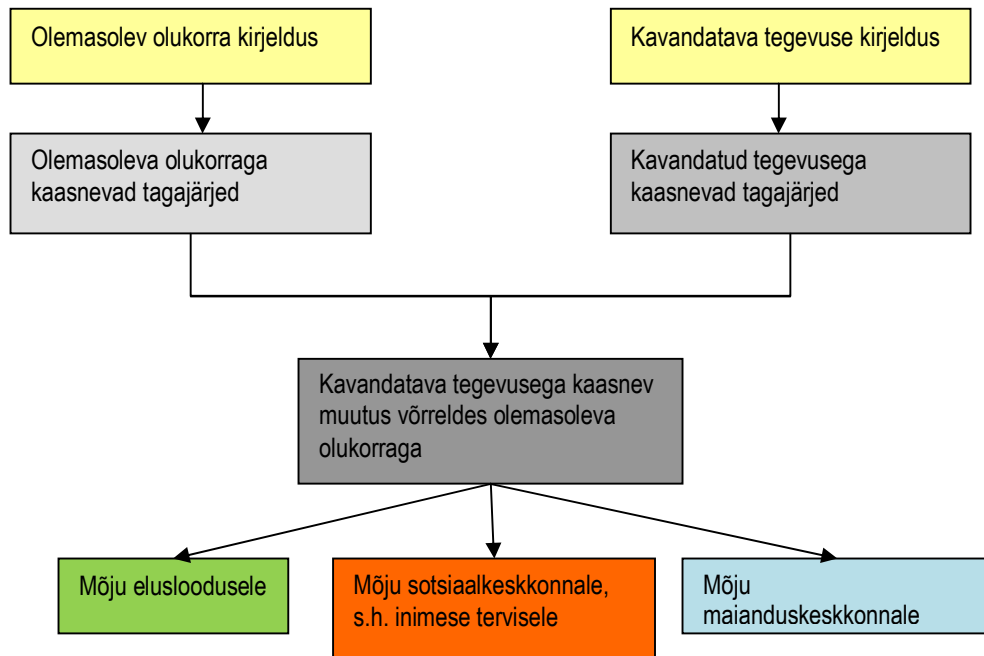 Olemasolev olukorra kirjeldus
Kavandatava tegevuse kirjeldus
Olemasoleva olukorraga
kaasnevad tagajärjed
Kavandatud tegevusega
kaasnevad tagajärjed
Kavandatava tegevusega kaasnev
muutus võrreldes olemasoleva
olukorraga
Mõju elusloodusele
Mõju sotsiaalkeskkonnale,
s.h. inimese tervisele
Mõju
maianduskeskkonnale